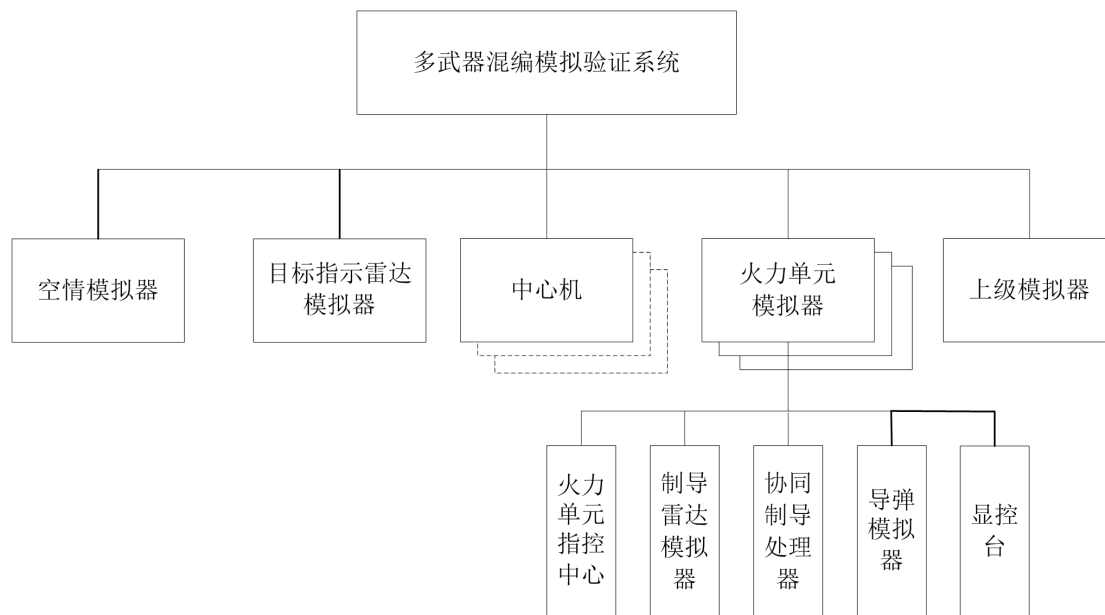 多武器混编模拟验证系统
空情模拟器
目标指示雷达
模拟器
中心机
火力单元
模拟器
上级模拟器
火力
单元
指控
中心
制导
雷达
模拟
器
协同
制导
处理
器
导弹
模拟
器
显控
台